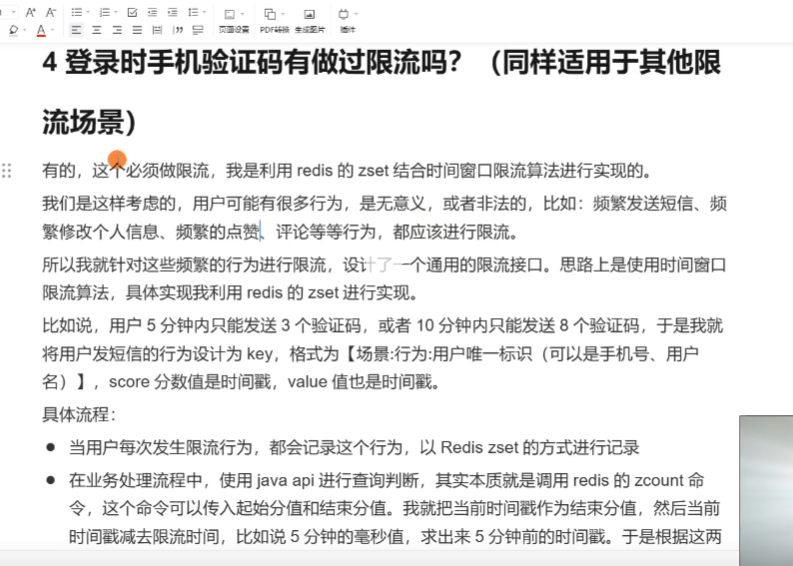 页面设置 PDF转换 生成图片 插件
4 登录时手机验证码有做过限流吗？（同样适用于其他限
流场景）
有的，这个必须做限流，我是利用 redis 的 zset 结合时间窗口限流算法进行实现的。
我们是这样考虑的，用户可能有很多行为，是无意义，或者非法的，比如：频繁发送短信、频
繁修改个人信息、频繁的点赞、评论等等行为，都应该进行限流。
所以我就针对这些频繁的行为进行限流，设计了一个通用的限流接口。思路上是使用时间窗口
限流算法，具体实现我利用 redis 的 zset 进行实现。
比如说，用户 5 分钟内只能发送 3 个验证码，或者 10 分钟内只能发送 8 个验证码，于是我就
将用户发短信的行为设计为 key，格式为【场景:行为:用户唯一标识（可以是手机号、用户
名）】，score 分数值是时间戳，value 值也是时间戳。
具体流程：
● 当用户每次发生限流行为，都会记录这个行为，以 Redis zset 的方式进行记录
● 在业务处理流程中，使用 java api 进行查询判断，其实本质就是调用 redis 的 zcount 命
令，这个命令可以传入起始分值和结束分值。我就把当前时间戳作为结束分值，然后当前
时间戳减去限流时间，比如说 5 分钟的毫秒值，求出来 5 分钟前的时间戳。于是根据这两